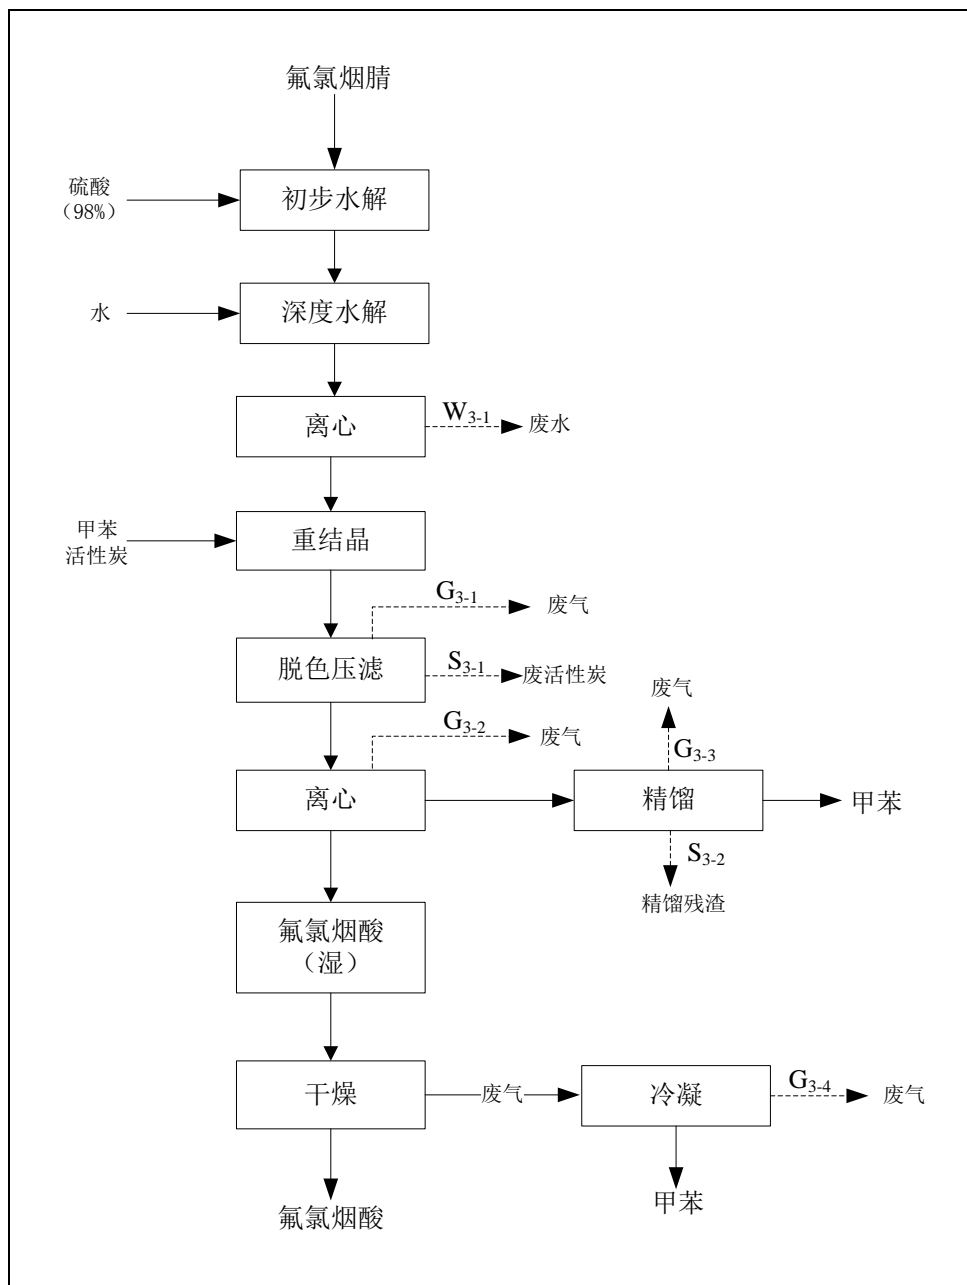 氟氯烟腈
硫酸
（98%）
初步水解
水
深度水解
离心
W3-1
废水
甲苯
活性炭
重结晶
G3-1
废气
脱色压滤
S3-1
废活性炭
废气
G3-2
废气
G3-3
离心
精馏
甲苯
S3-2
精馏残渣
氟氯烟酸
（湿）
干燥
废气
冷凝
G3-4
废气
氟氯烟酸
甲苯